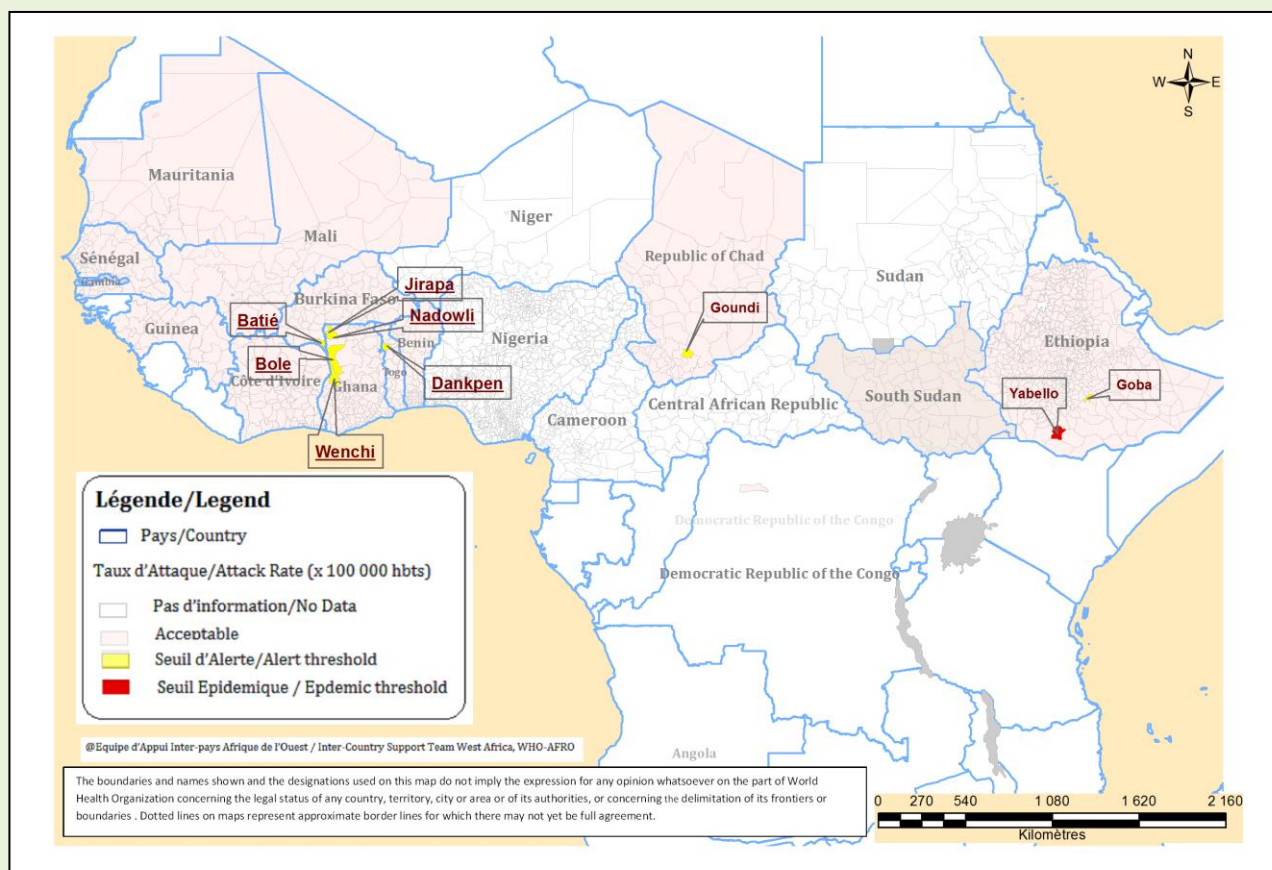 N
W E
S
Mauritania
Niger
Mali
Republic of Chad
Sénégal
Sudan
Gambia
Jirapa
Burkina Faso
Goundi
Batié
Nadowli
Guinea
Nigeria
Benin
Ethiopia
Bole
Togo
Côte d'Ivoire
Ghana
Dankpen
South Sudan
Yabello
Goba
Central African Republic
Cameroon
Wenchi
Légende/Legend
Pays/Country
Taux d'Attaque/Attack Rate (x 100 000 hbts)
Pas d'information/No Data
Acceptable
Seuil d'Alerte/Alert threshold
Seuil Epidemique / Epdemic threshold
Democratic Republic of the Congo
Democratic Republic of the Congo
@Equipe d'Appui Inter-pays Afrique de l'Ouest / Inter-Country Support Team West Africa, WHO-AFRO
Angola
The boundaries and names shown and the designations used on this map do not imply the expression for any opinion whatsoever on the part of World
Health Organization concerning the legal status of any country, territory, city or area or of its authorities, or concerning the delimitation of its frontiers or
boundaries . Dotted lines on maps represent approximate border lines for which there may not yet be full agreement.
0 270 540 1 080 1 620 2 160
Kilomètres